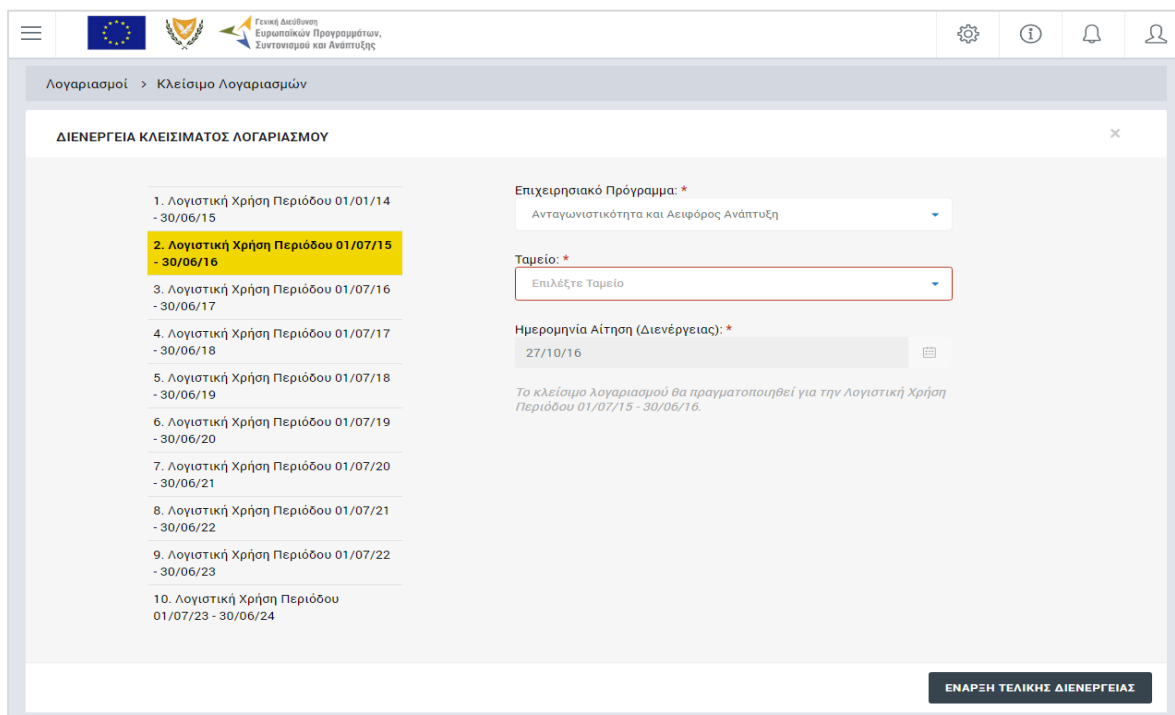 Γενική Διεύθυνση
Ευρωπαϊκών Προγραμμάτων,
Συντονισμού και Ανάπτυξης
Λογαριασμοί > Κλείσιμο Λογαριασμών
ΔΙΕΝΕΡΓΕΙΑ ΚΛΕΙΣΙΜΑΤΟΣ ΛΟΓΑΡΙΑΣΜΟΥ
1. Λογιστική Χρήση Περιόδου 01/01/14
- 30/06/15
2. Λογιστική Χρήση Περιόδου 01/07/15
- 30/06/16
3. Λογιστική Χρήση Περιόδου 01/07/16
- 30/06/17
4. Λογιστική Χρήση Περιόδου 01/07/17
- 30/06/18
5. Λογιστική Χρήση Περιόδου 01/07/18
- 30/06/19
6. Λογιστική Χρήση Περιόδου 01/07/19
- 30/06/20
7. Λογιστική Χρήση Περιόδου 01/07/20
- 30/06/21
8. Λογιστική Χρήση Περιόδου 01/07/21
- 30/06/22
9. Λογιστική Χρήση Περιόδου 01/07/22
- 30/06/23
10. Λογιστική Χρήση Περιόδου
01/07/23 - 30/06/24
Επιχειρησιακό Πρόγραμμα: *
Ανταγωνιστικότητα και Αειφόρος Ανάπτυξη
Ταμείο: *
Επιλέξτε Ταμείο
Ημερομηνία Αίτηση (Διενέργειας): *
27/10/16
Το κλείσιμο λογαριασμού θα πραγματοποιηθεί για την Λογιστική Χρήση
Περιόδου 01/07/15 - 30/06/16.
ΕΝΑΡΞΗ ΤΕΛΙΚΗΣ ΔΙΕΝΕΡΓΕΙΑΣ